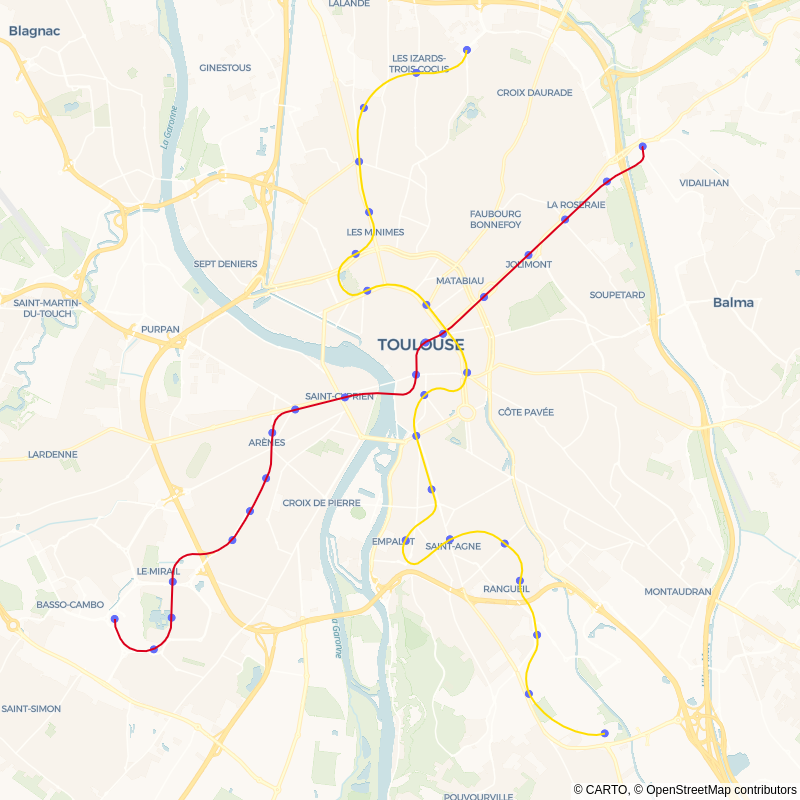 LALANDE
Blagnac
LES IZARDS-
TROIS-COCUS
GINESTOUS
CROIX DAURADE
La Garonne
VIDAILHAN
LA ROSERAIE
FAUBOURG
BONNEFOY
LES MINIMES
SEPT DENIERS
JOLIMONT
MATABIAU
SOUPETARD
SAINT-MARTIN-
DU-TOUCH
Balma
PURPAN
TOULOUSE
SAINT-CYPRIEN
CÔTE PAVÉE
ARÈNES
LARDENNE
CROIX DE PIERRE
EMPALOT
SAINT-AGNE
LE MIRAIL
RANGUEIL
MONTAUDRAN
BASSO-CAMBO
La Garonne
SAINT-SIMON
POUVOURVILLE
© CARTO, © OpenStreetMap contributors